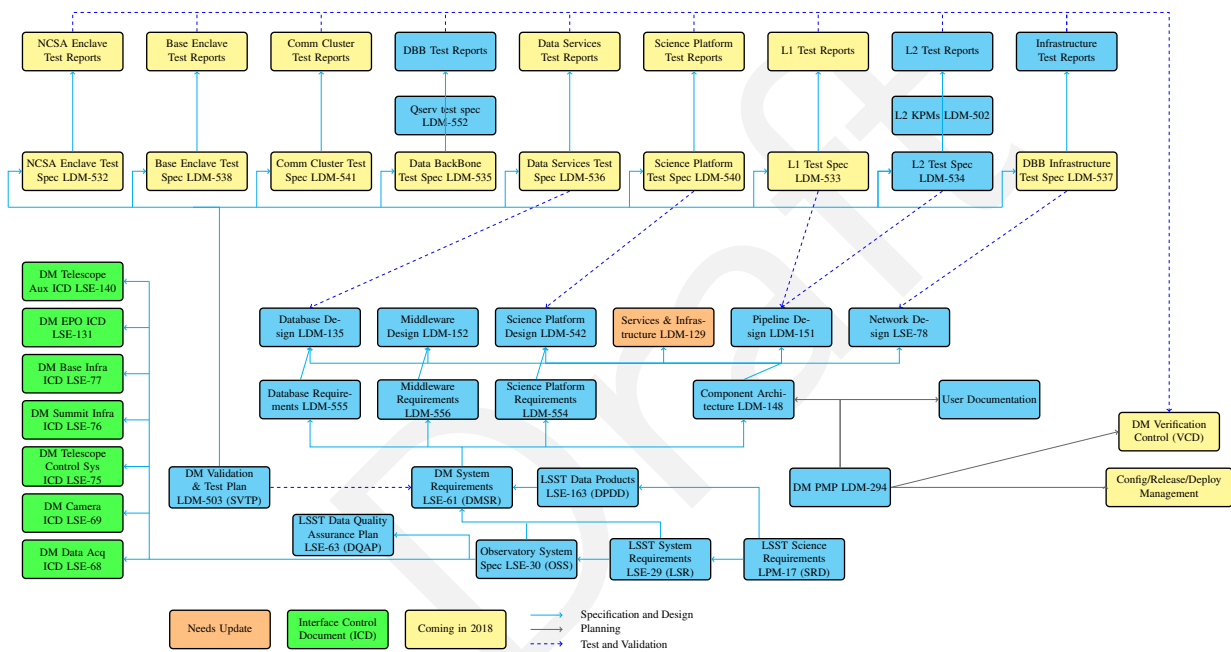 NCSA Enclave
Test Reports
Base Enclave
Test Reports
Comm Cluster
Test Reports
DBB Test Reports
Data Services
Test Reports
Science Platform
Test Reports
L1 Test Reports
L2 Test Reports
Infrastructure
Test Reports
Qserv test spec
LDM-552
L2 KPMs LDM-502
NCSA Enclave Test
Spec LDM-532
Base Enclave Test
Spec LDM-538
Comm Cluster Test
Spec LDM-541
Data BackBone
Test Spec LDM-535
Data Services Test
Spec LDM-536
Science Platform
Test Spec LDM-540
L1 Test Spec
LDM-533
L2 Test Spec
LDM-534
DBB Infrastructure
Test Spec LDM-537
DM Telescope
Aux ICD LSE-140
DM EPO ICD
LSE-131
DM Base Infra
ICD LSE-77
DM Summit Infra
ICD LSE-76
DM Telescope
Control Sys
ICD LSE-75
DM Camera
ICD LSE-69
DM Data Acq
ICD LSE-68
Database Design
LDM-135
Middleware
Design LDM-152
Science Platform
Design LDM-542
Services & Infras-
tructure LDM-129
Pipeline De-
sign LDM-151
Network De-
sign LSE-78
Database Require-
ments LDM-555
Middleware
Requirements
LDM-556
Science Platform
Requirements
LDM-554
Component Archi-
tecture LDM-148
User Documentation
DM Verification
Control (VCD)
DM Validation
& Test Plan
LDM-503 (SVTP)
DM System
Requirements
LSE-61 (DMSR)
LSST Data Products
LSE-163 (DPDD)
DM PMP LDM-294
Config/Release/Deploy
Management
LSST Data Quality
Assurance Plan
LSE-63 (DQAP)
Observatory System
Spec LSE-30 (OSS)
LSST System
Requirements
LSE-29 (LSR)
LSST Science
Requirements
LPM-17 (SRD)
Needs Update
Interface Control
Document (ICD)
Coming in 2018
Specification and Design
Planning
Test and Validation
Draft